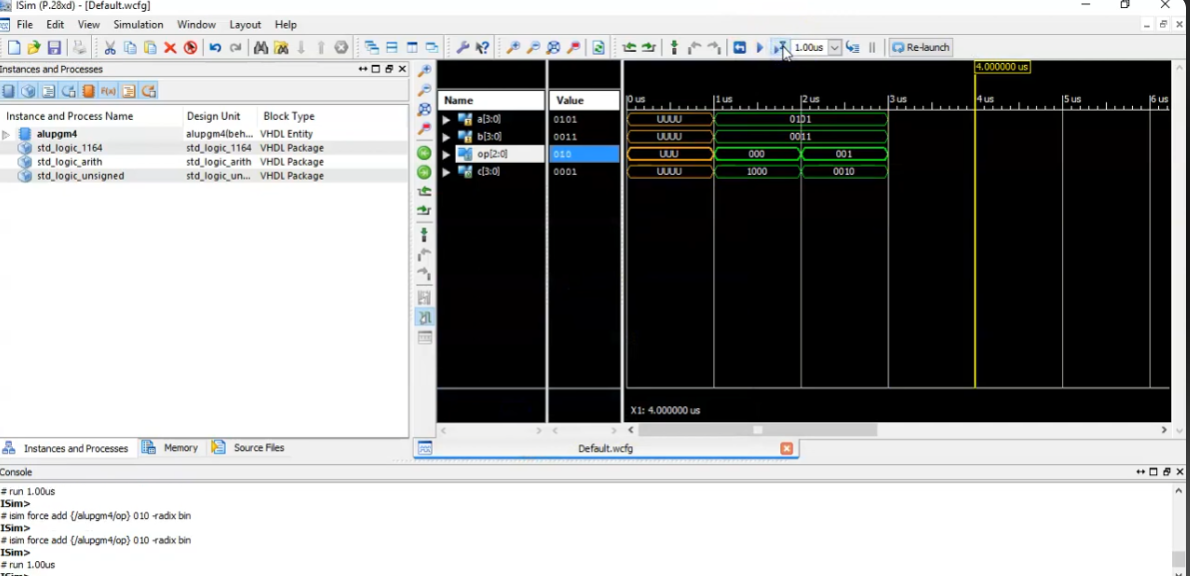 ISim (P.28xd) - [Default.wcfg]
File Edit View Simulation Window Layout Help
1.00us Re-launch
Instances and Processes
Instance and Process Name Design Unit Block Type
alupgm4 alupgm4(beh... VHDL Entity
std_logic_1164 std_logic_1164 VHDL Package
std_logic_arith std_logic_arith VHDL Package
std_logic_unsigned std_logic_un... VHDL Package
4.000000 us
Name Value 0 us 1 us 2 us 3 us 4 us 5 us 6 us
a[3:0] 0101 UUUU 0101
b[3:0] 0011 UUUU 0011
op[2:0] 010 UUU 000 001
c[3:0] 0001 UUUU 1000 0010
X1: 4.000000 us
Instances and Processes Memory Source Files
Default.wcfg
Console
# run 1.00us
ISim>
# isim force add {/alupgm4/op} 010 -radix bin
ISim>
# isim force add {/alupgm4/op} 010 -radix bin
ISim>
# run 1.00us
ISim>